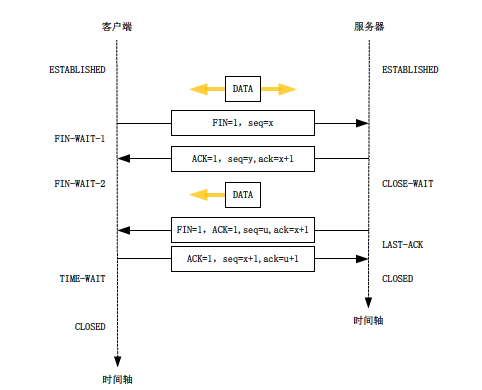 客户端
服务器
ESTABLISHED
ESTABLISHED
DATA
FIN=1, seq=x
FIN-WAIT-1
ACK=1, seq=y,ack=x+1
FIN-WAIT-2
CLOSE-WAIT
DATA
FIN=1, ACK=1,seq=u,ack=x+1
LAST-ACK
ACK=1, seq=x+1,ack=u+1
TIME-WAIT
CLOSED
时间轴
CLOSED
时间轴